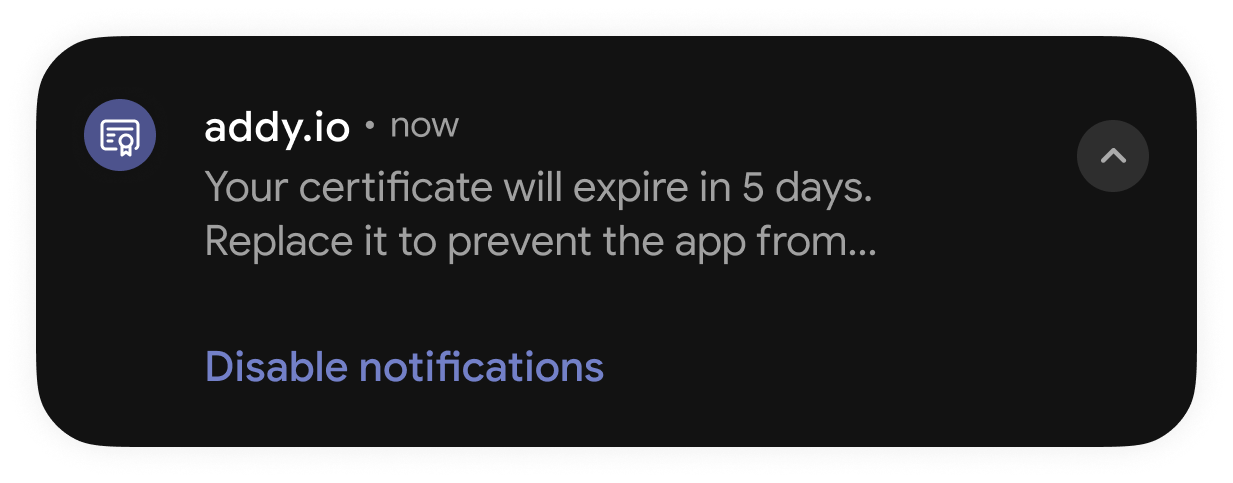 addy.io • now
Your certificate will expire in 5 days.
Replace it to prevent the app from...
Disable notifications